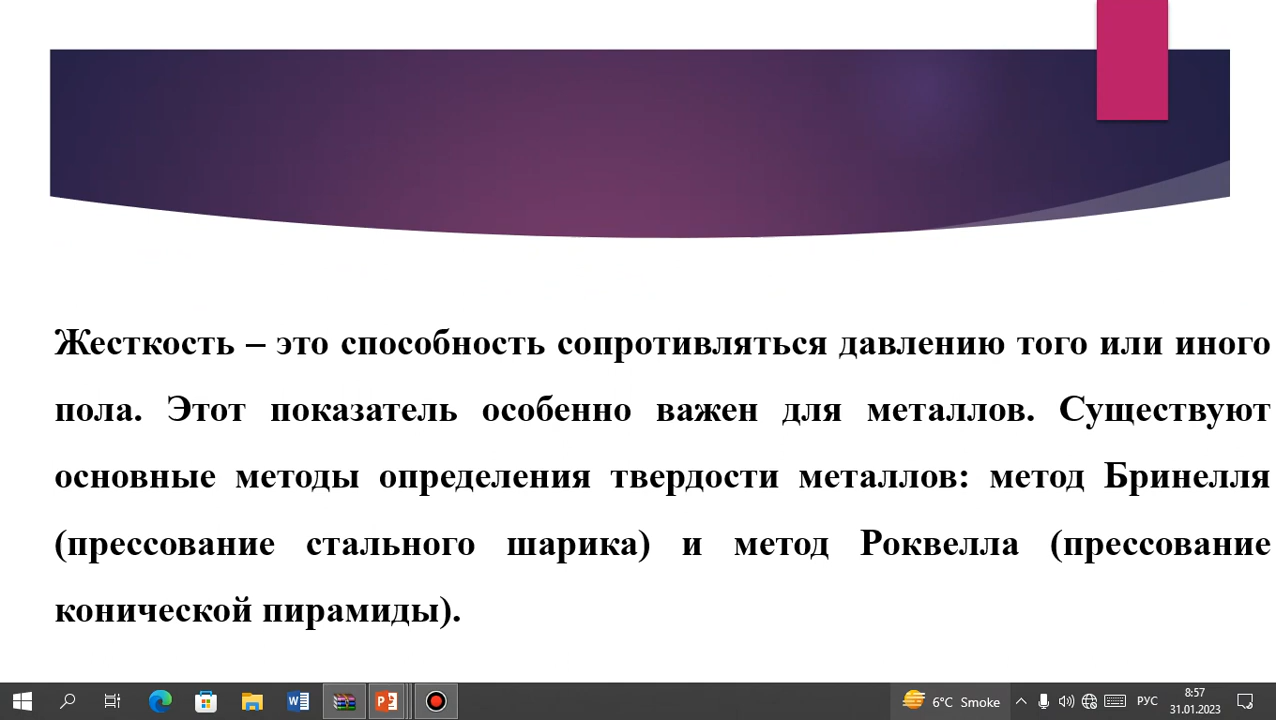 Жесткость – это способность сопротивляться давлению того или иного
пола. Этот показатель особенно важен для металлов. Существуют
основные методы определения твердости металлов: метод Бринелля
(прессование стального шарика) и метод Роквелла (прессование
конической пирамиды).
6°C Smoke
РУС
8:57
31.01.2023